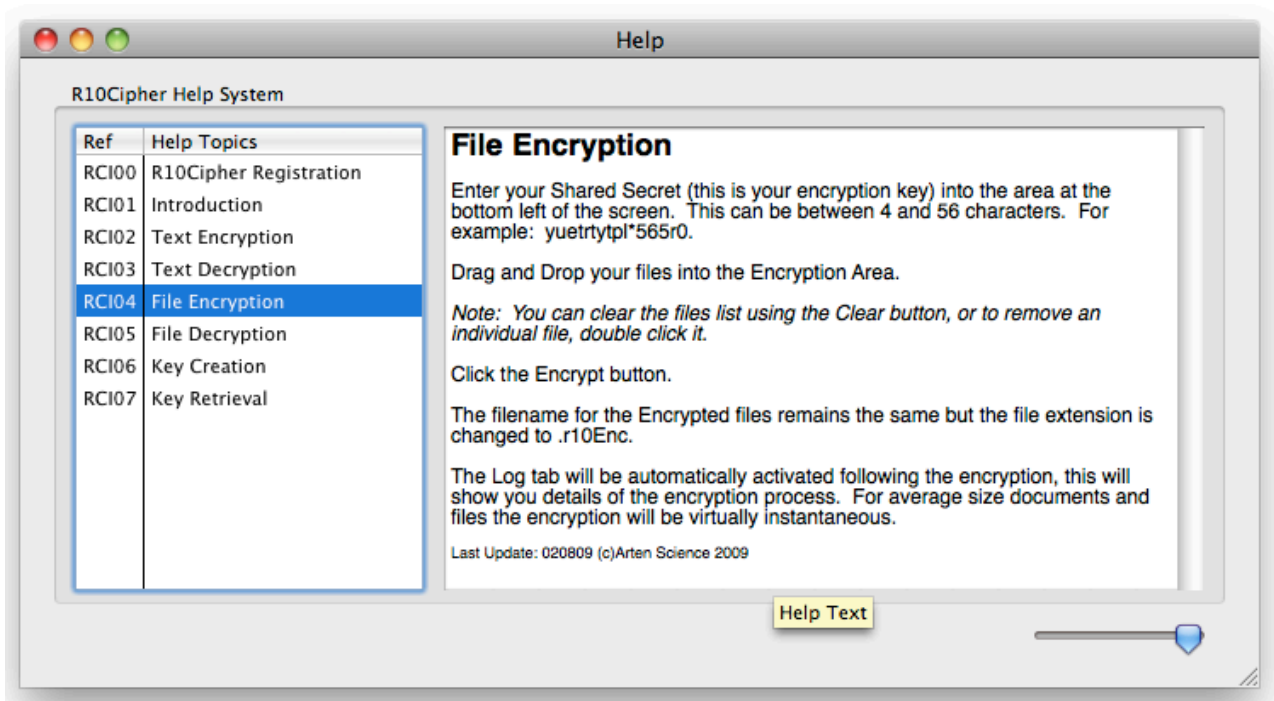 Help
R10Cipher Help System
Ref Help Topics
RCI00 R10Cipher Registration
RCI01 Introduction
RCI02 Text Encryption
RCI03 Text Decryption
RCI04 File Encryption
RCI05 File Decryption
RCI06 Key Creation
RCI07 Key Retrieval
File Encryption
Enter your Shared Secret (this is your encryption key) into the area at the
bottom left of the screen.  This can be between 4 and 56 characters.  For
example:  yuetrtytpl*565r0.
Drag and Drop your files into the Encryption Area.
Note:  You can clear the files list using the Clear button, or to remove an
individual file, double click it.
Click the Encrypt button.
The filename for the Encrypted files remains the same but the file extension is
changed to .r10Enc.
The Log tab will be automatically activated following the encryption, this will
show you details of the encryption process.  For average size documents and
files the encryption will be virtually instantaneous.
Last Update: 020809 (c)Arten Science 2009
Help Text